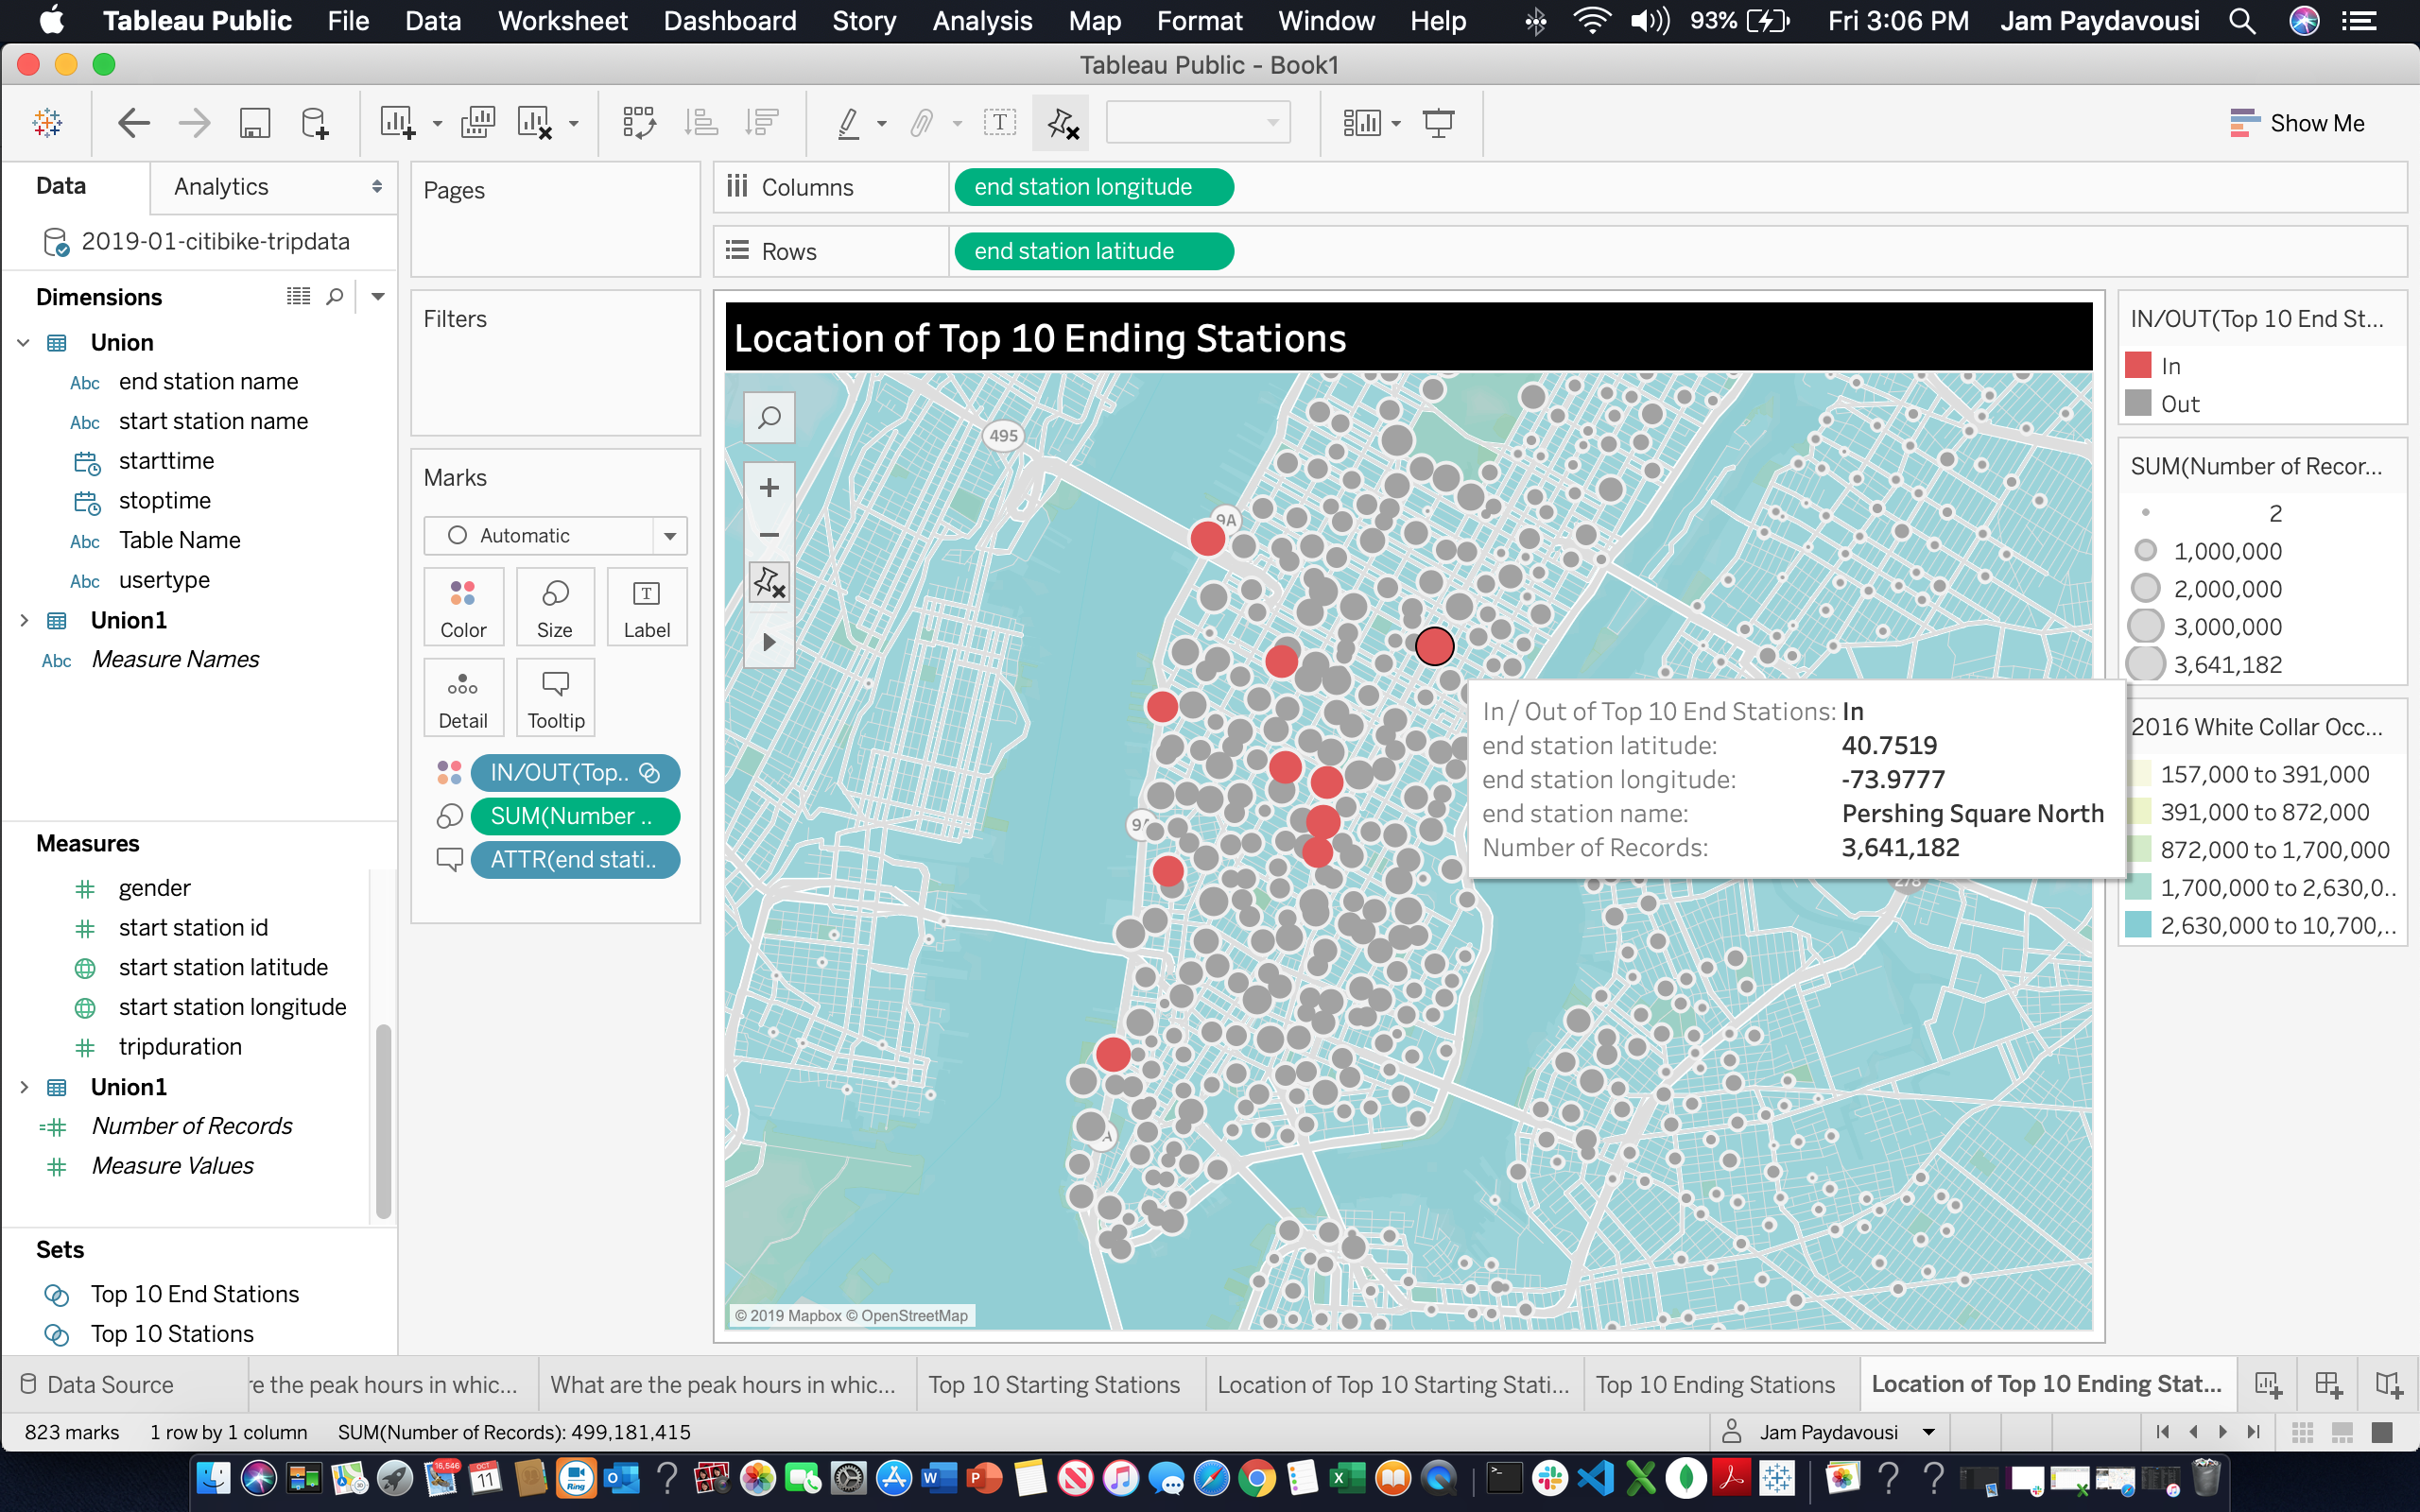 Tableau Public File Data Worksheet Dashboard Story Analysis Map Format Window Help 93% Fri 3:06 PM Jam Paydavousi
Tableau Public - Book1
Show Me
Data Analytics
2019-01-citibike-tripdata
Dimensions
Union
Abc end station name
Abc start station name
starttime
stoptime
Abc Table Name
Abc usertype
Union1
Abc Measure Names
Measures
gender
start station id
start station latitude
start station longitude
tripduration
Union1
Number of Records
Measure Values
Sets
Top 10 End Stations
Top 10 Stations
Pages
Filters
Marks
Automatic
Color Size Label
Detail Tooltip
IN/OUT(Top..
SUM(Number ..
ATTR(end stati..
Columns end station longitude
Rows end station latitude
Location of Top 10 Ending Stations
495
9A
In / Out of Top 10 End Stations: In
end station latitude: 40.7519
end station longitude: -73.9777
end station name: Pershing Square North
Number of Records: 3,641,182
© 2019 Mapbox © OpenStreetMap
IN/OUT(Top 10 End St...
In
Out
SUM(Number of Recor...
2
1,000,000
2,000,000
3,000,000
3,641,182
2016 White Collar Occ...
157,000 to 391,000
391,000 to 872,000
872,000 to 1,700,000
1,700,000 to 2,630,0..
2,630,000 to 10,700,..
Data Source re the peak hours in whic... What are the peak hours in whic... Top 10 Starting Stations Location of Top 10 Starting Stati... Top 10 Ending Stations Location of Top 10 Ending Stat...
823 marks 1 row by 1 column SUM(Number of Records): 499,181,415 Jam Paydavousi
16,546
OCT
11
Ring